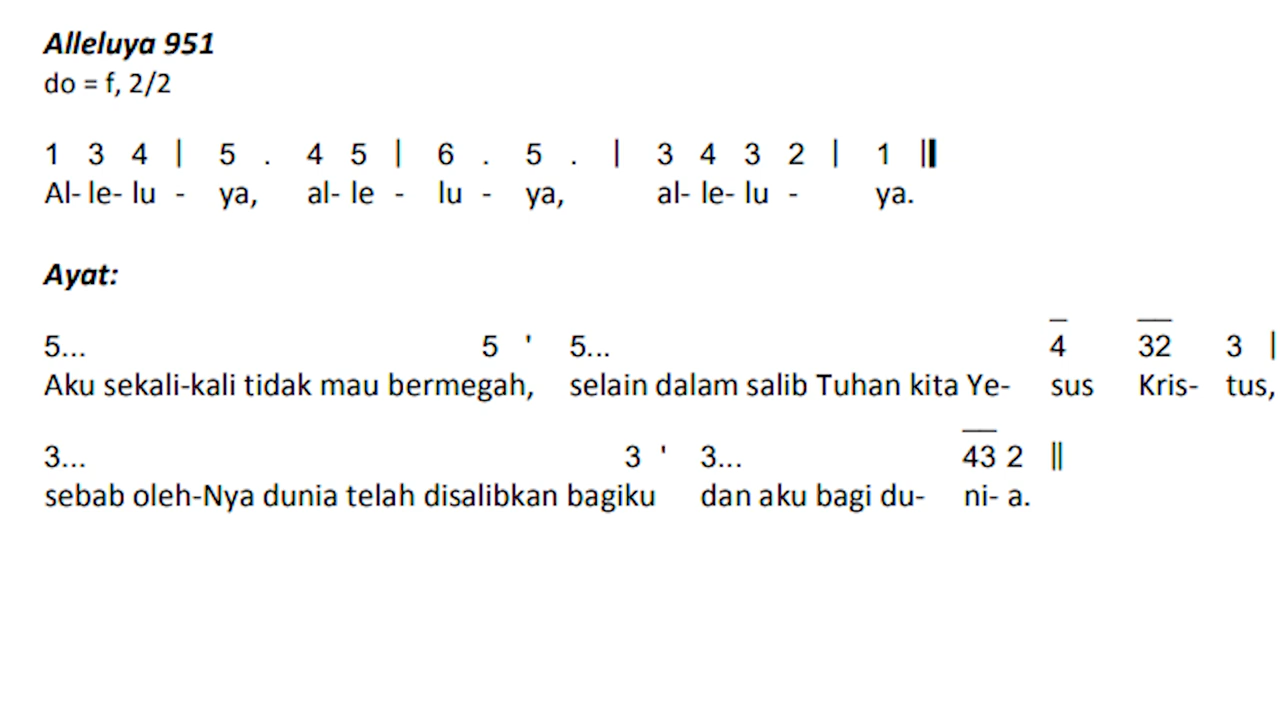 Alleluya 951
do = f, 2/2
1 3 4 | 5 . 4 5 | 6 . 5 . | 3 4 3 2 | 1 ||
Al- le- lu - ya, al- le - lu - ya, al- le- lu - ya.
Ayat:
5... 5 ' 5... 4 32 3 |
Aku sekali-kali tidak mau bermegah, selain dalam salib Tuhan kita Ye- sus Kris- tus,
3... 3 ' 3... 43 2 ||
sebab oleh-Nya dunia telah disalibkan bagiku dan aku bagi du- ni- a.